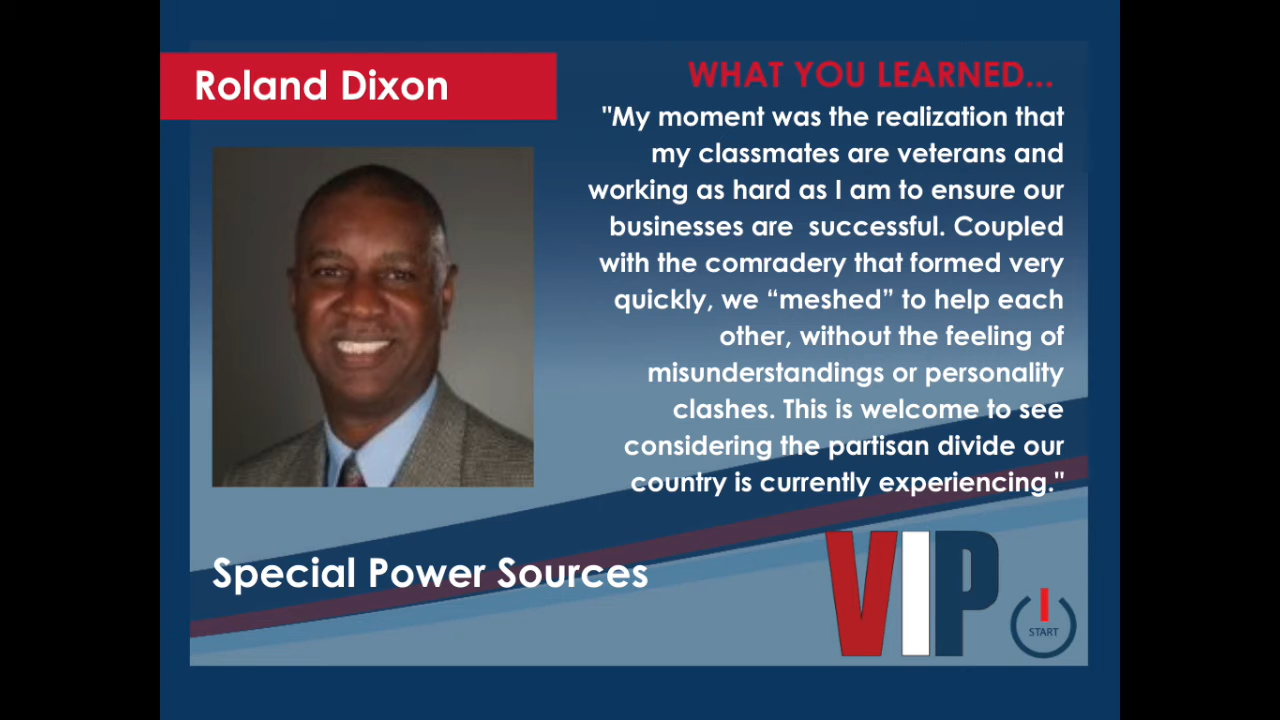 Roland Dixon
WHAT YOU LEARNED...
"My moment was the realization that
my classmates are veterans and
working as hard as I am to ensure our
businesses are  successful. Coupled
with the comradery that formed very
quickly, we “meshed” to help each
other, without the feeling of
misunderstandings or personality
clashes. This is welcome to see
considering the partisan divide our
country is currently experiencing."
Special Power Sources
VIP
START